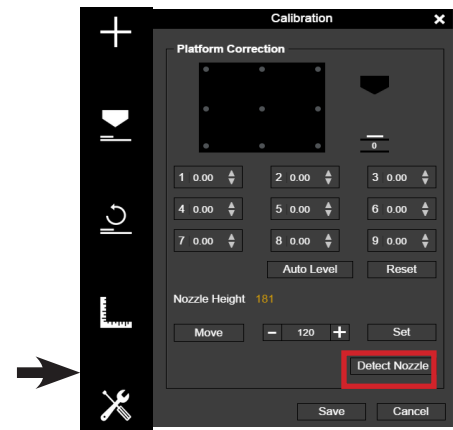 Calibration
Platform Correction
0
1 0.00 2 0.00 3 0.00
4 0.00 5 0.00 6 0.00
7 0.00 8 0.00 9 0.00
Auto Level Reset
Nozzle Height 181
Move 120 Set
Detect Nozzle
Save Cancel